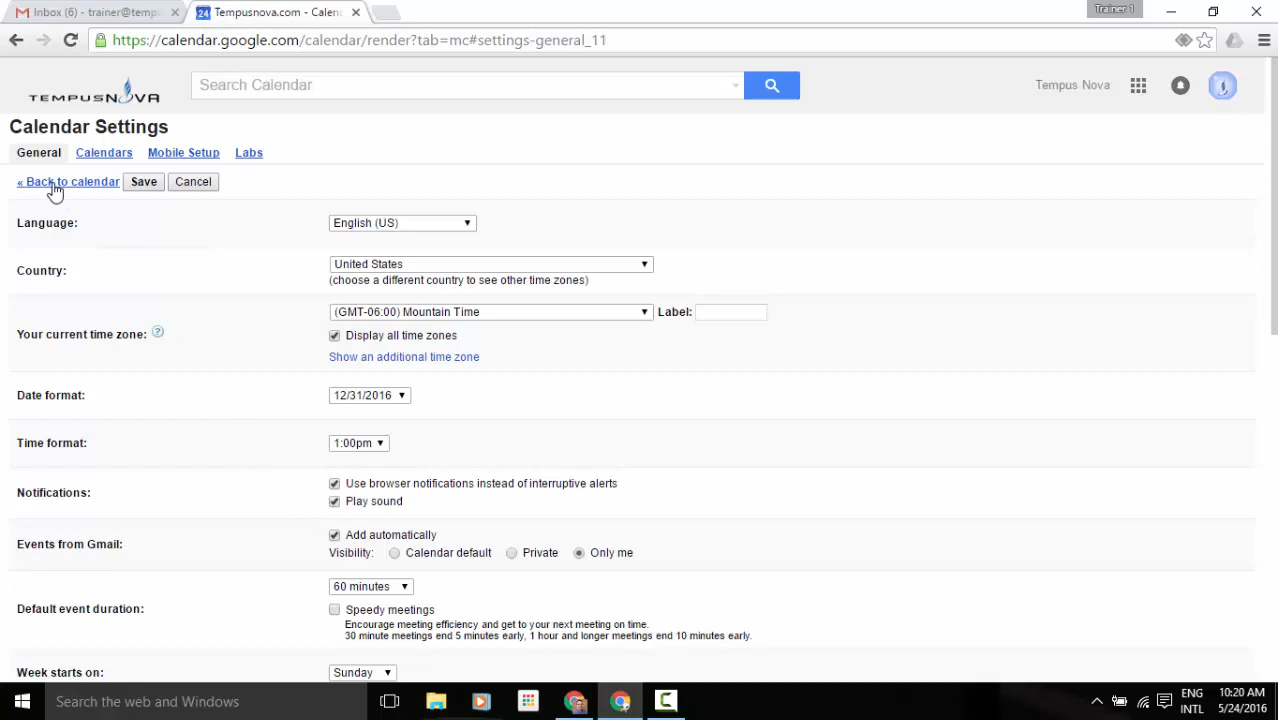 Inbox (6) - trainer@temp
Tempusnova.com - Calend
Trainer 1
https://calendar.google.com/calendar/render?tab=mc#settings-general_11
TEMPUSNOVA
Search Calendar
Tempus Nova
Calendar Settings
General Calendars Mobile Setup Labs
« Back to calendar Save Cancel
Language: English (US)
Country: United States
(choose a different country to see other time zones)
Your current time zone: ? (GMT-06:00) Mountain Time Label:
Display all time zones
Show an additional time zone
Date format: 12/31/2016
Time format: 1:00pm
Notifications: Use browser notifications instead of interruptive alerts
Play sound
Events from Gmail: Add automatically
Visibility: Calendar default Private Only me
Default event duration: 60 minutes
Speedy meetings
Encourage meeting efficiency and get to your next meeting on time.
30 minute meetings end 5 minutes early, 1 hour and longer meetings end 10 minutes early.
Week starts on: Sunday
Search the web and Windows
ENG
INTL
10:20 AM
5/24/2016